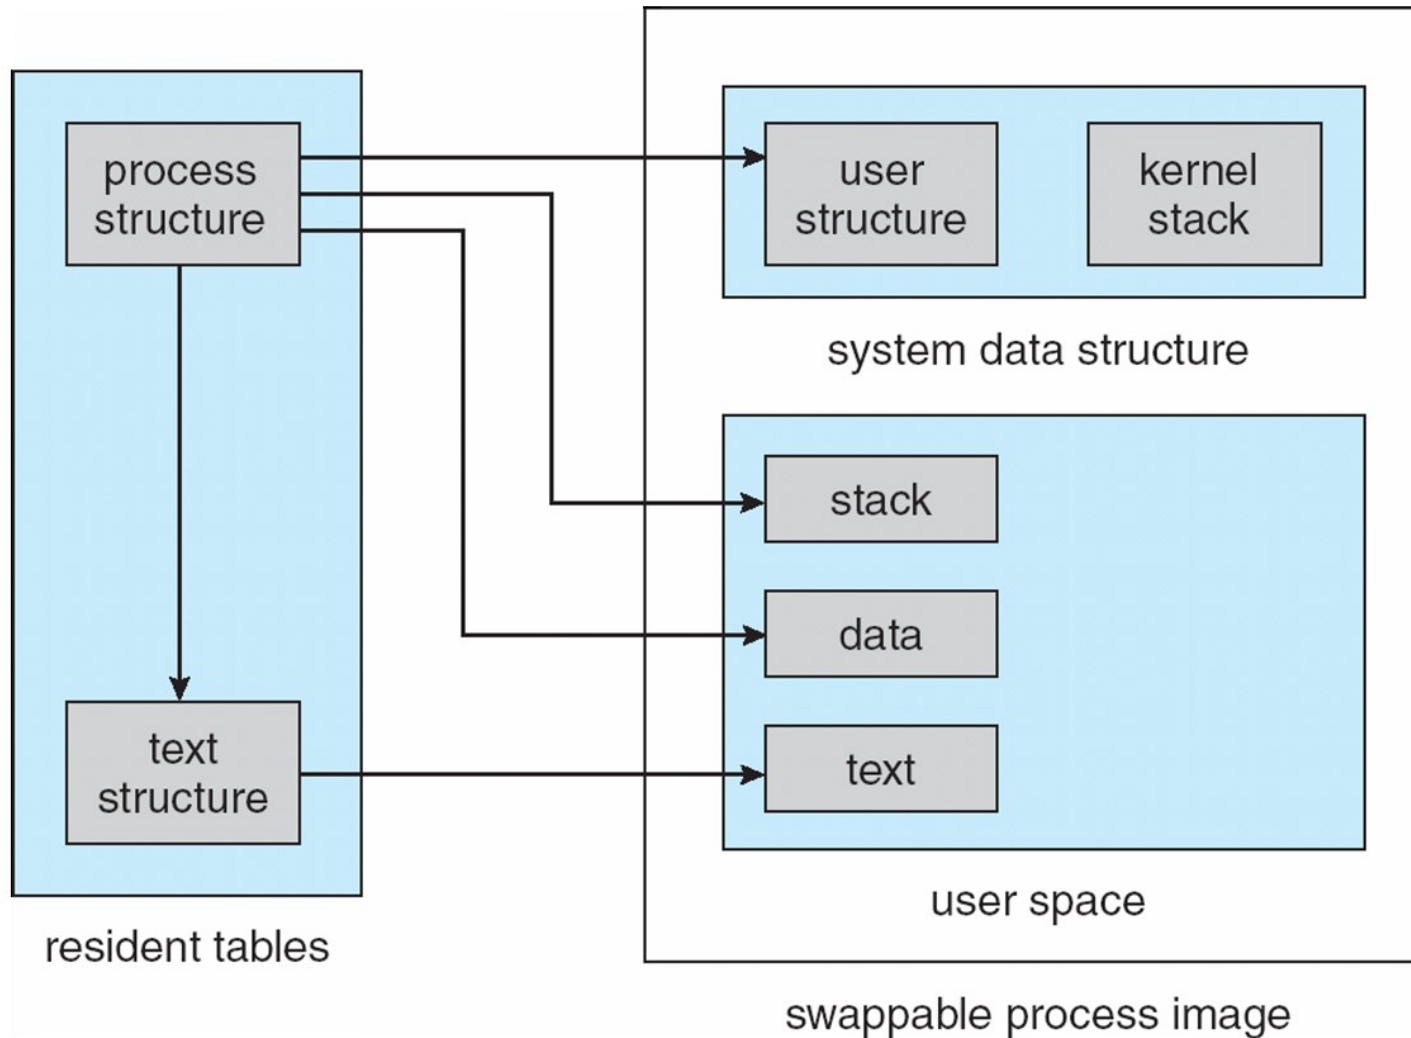 process
structure
text
structure
resident tables
user
structure
kernel
stack
system data structure
stack
data
text
user space
swappable process image